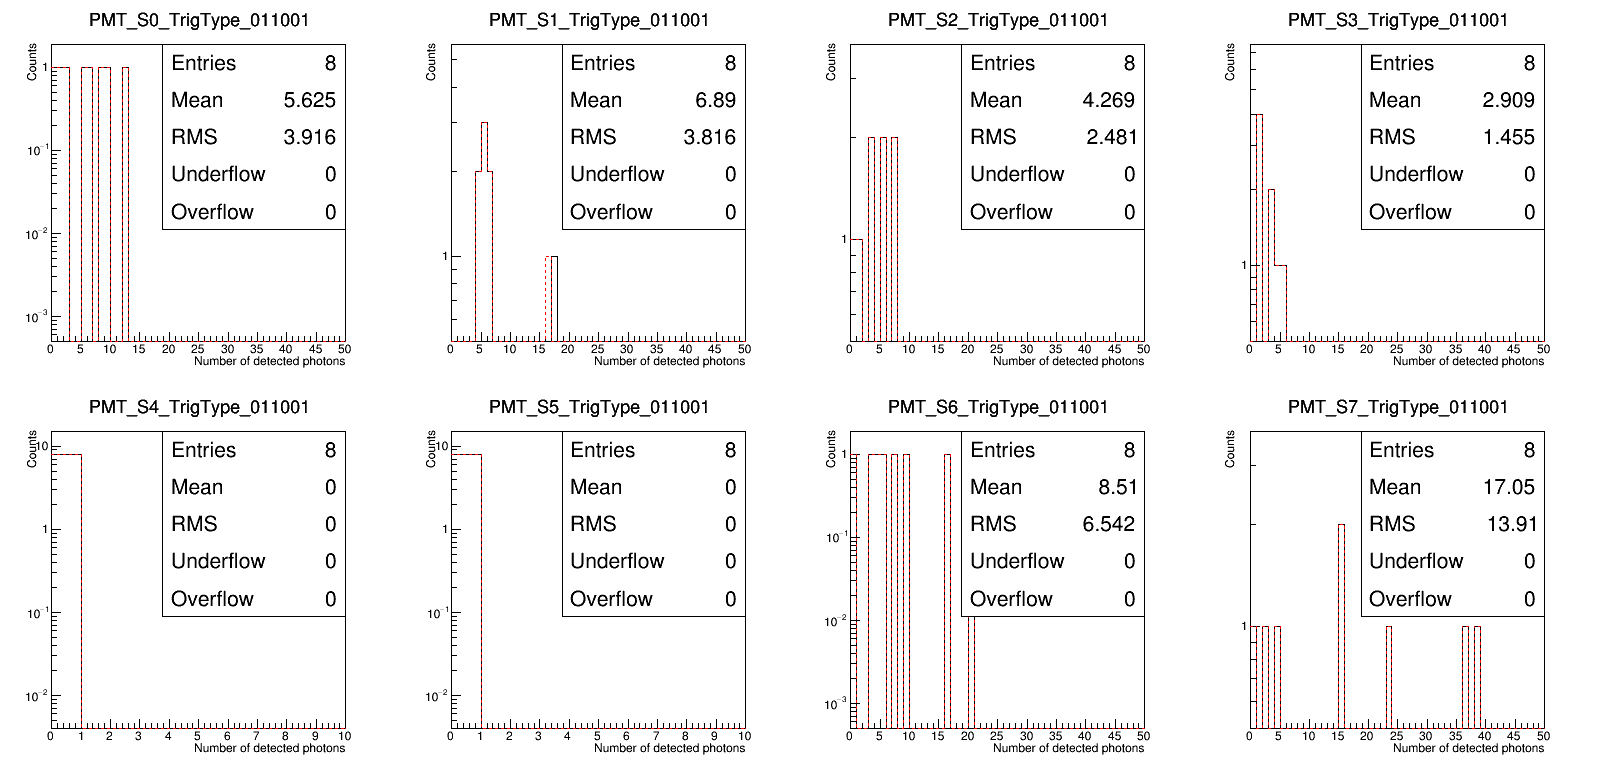 PMT_S0_TrigType_011001
Counts
Entries 8
Mean 5.625
RMS 3.916
Underflow 0
Overflow 0
1
10⁻¹
10⁻²
10⁻³
0 5 10 15 20 25 30 35 40 45 50
Number of detected photons
PMT_S1_TrigType_011001
Counts
Entries 8
Mean 6.89
RMS 3.816
Underflow 0
Overflow 0
1
0 5 10 15 20 25 30 35 40 45 50
Number of detected photons
PMT_S2_TrigType_011001
Counts
Entries 8
Mean 4.269
RMS 2.481
Underflow 0
Overflow 0
1
0 5 10 15 20 25 30 35 40 45 50
Number of detected photons
PMT_S3_TrigType_011001
Counts
Entries 8
Mean 2.909
RMS 1.455
Underflow 0
Overflow 0
1
0 5 10 15 20 25 30 35 40 45 50
Number of detected photons
PMT_S4_TrigType_011001
Counts
Entries 8
Mean 0
RMS 0
Underflow 0
Overflow 0
10
1
10⁻¹
10⁻²
0 1 2 3 4 5 6 7 8 9 10
Number of detected photons
PMT_S5_TrigType_011001
Counts
Entries 8
Mean 0
RMS 0
Underflow 0
Overflow 0
10
1
10⁻¹
10⁻²
0 1 2 3 4 5 6 7 8 9 10
Number of detected photons
PMT_S6_TrigType_011001
Counts
Entries 8
Mean 8.51
RMS 6.542
Underflow 0
Overflow 0
1
10⁻¹
10⁻²
10⁻³
0 5 10 15 20 25 30 35 40 45 50
Number of detected photons
PMT_S7_TrigType_011001
Counts
Entries 8
Mean 17.05
RMS 13.91
Underflow 0
Overflow 0
1
0 5 10 15 20 25 30 35 40 45 50
Number of detected photons